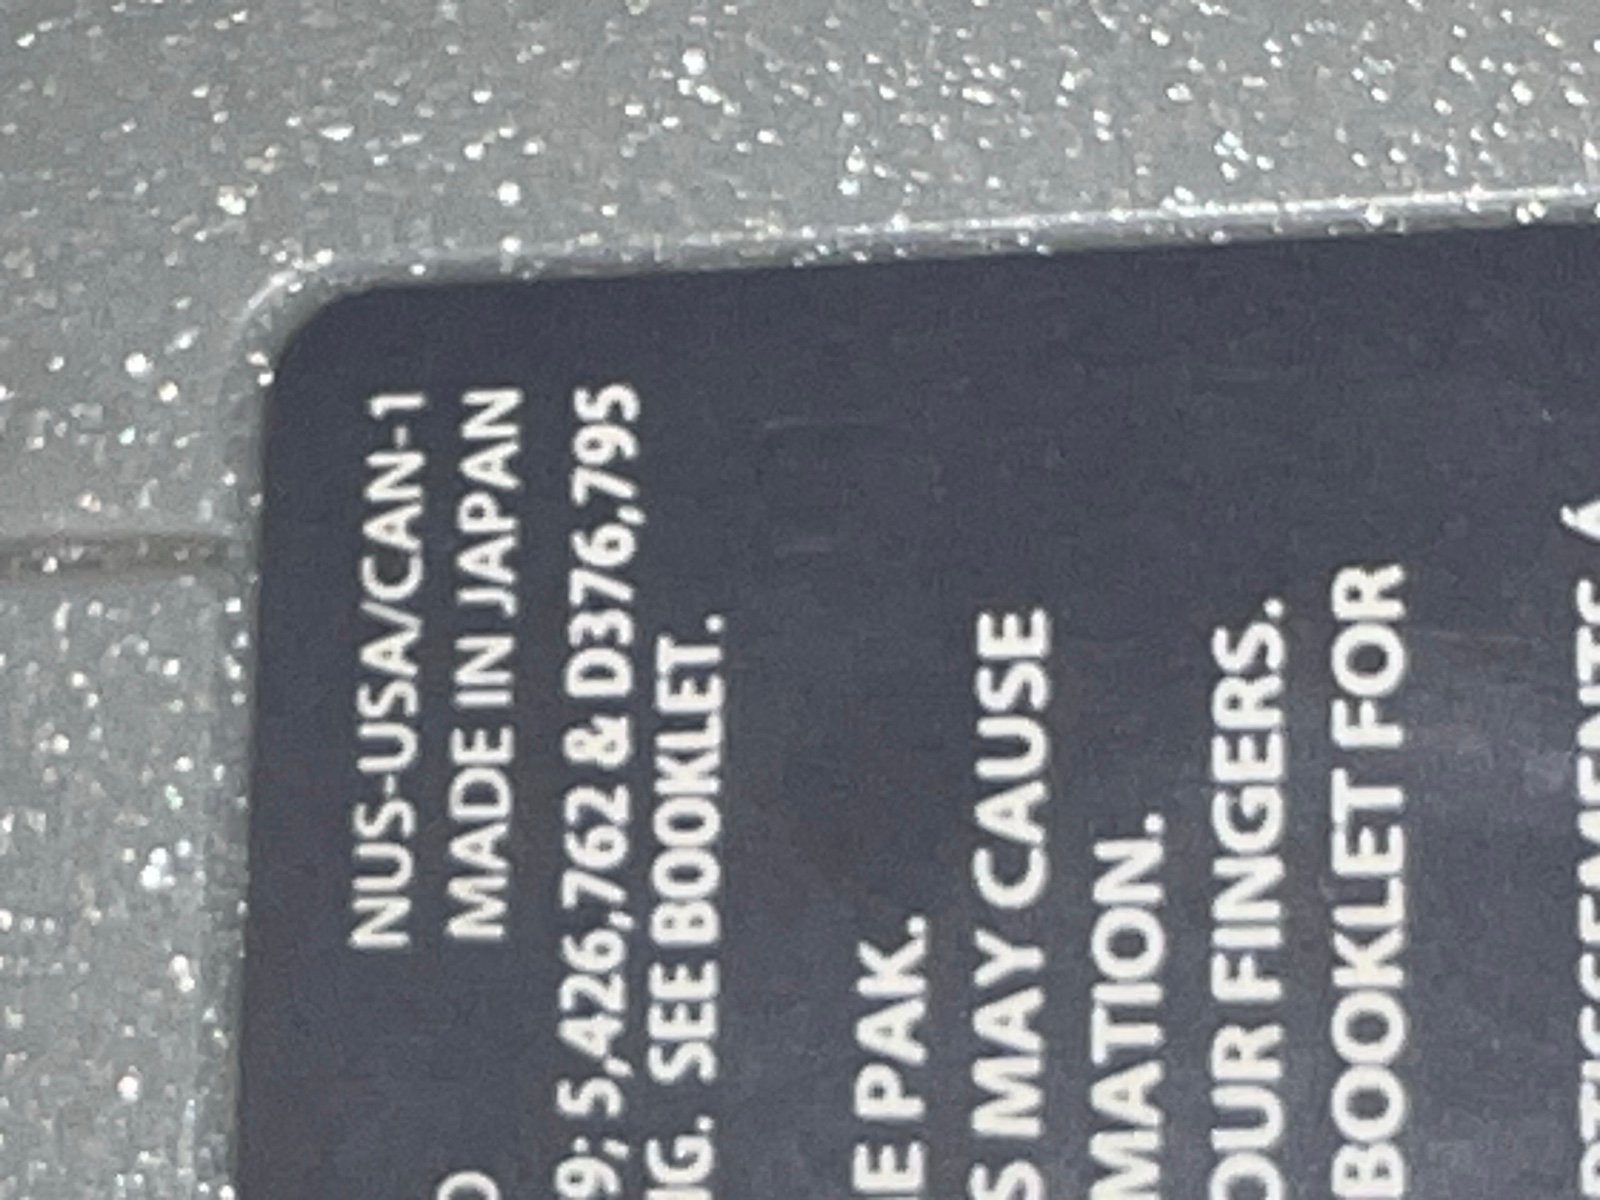 NUS-USA/CAN-1
MADE IN JAPAN
9; 5,426,762 & D376,795
IG. SEE BOOKLET.
E PAK.
S MAY CAUSE
MATION.
OUR FINGERS.
BOOKLET FOR